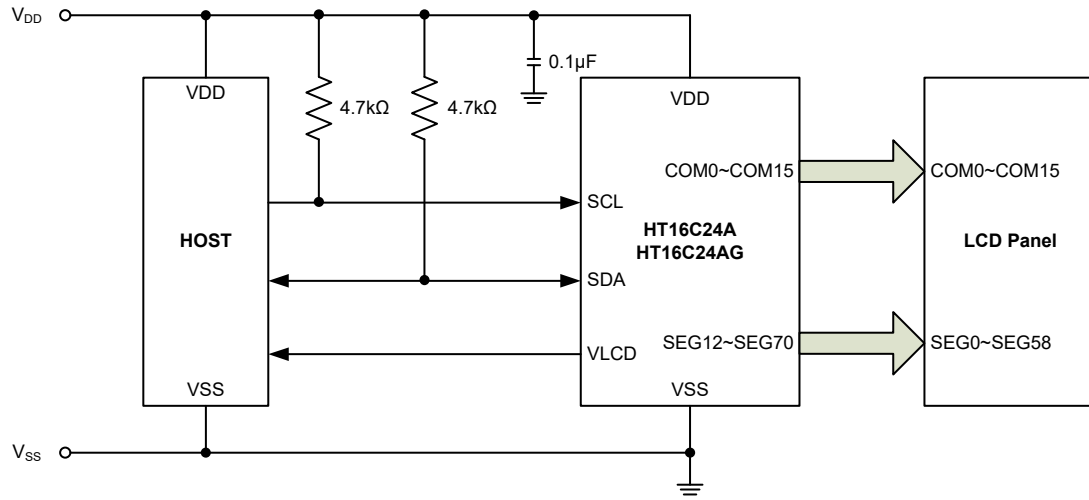 VDD
0.1μF
VDD
4.7kΩ
4.7kΩ
VDD
COM0~COM15
COM0~COM15
SCL
HOST
HT16C24A
HT16C24AG
LCD Panel
SDA
SEG12~SEG70
SEG0~SEG58
VLCD
VSS
VSS
VSS